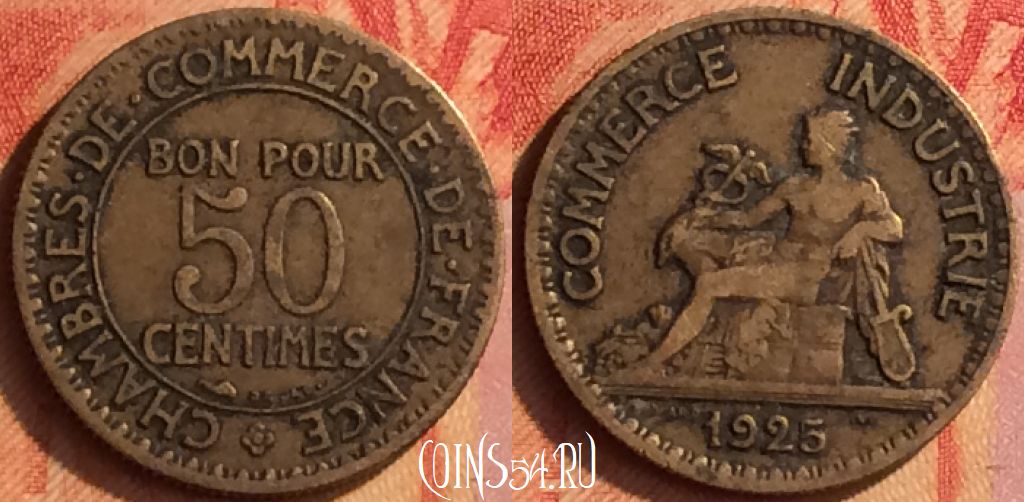 CHAMBRES · DE · COMMERCE · DE · FRANCE
BON POUR
50
CENTIMES
COMMERCE INDUSTRIE
1925
COINS54.RU